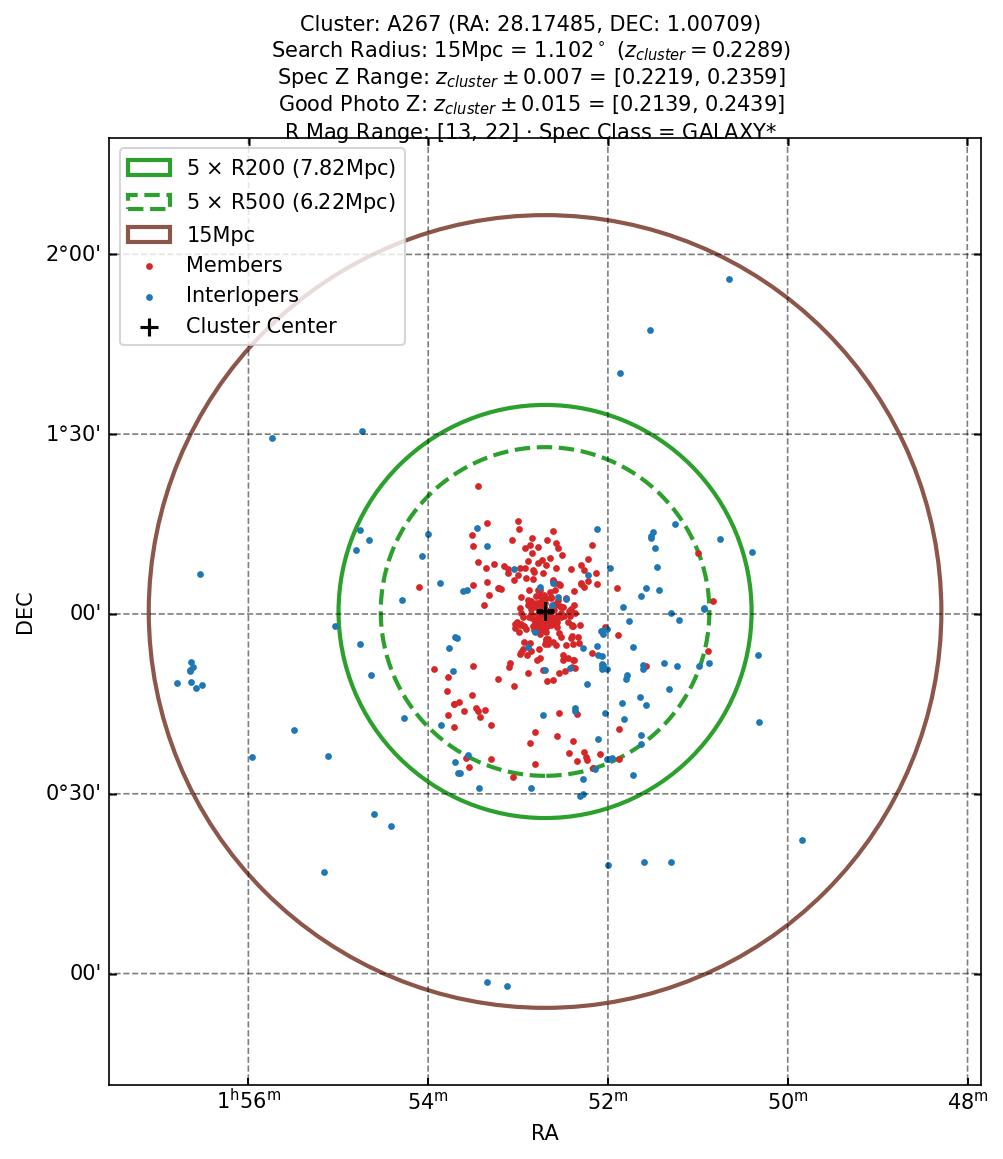 Cluster: A267 (RA: 28.17485, DEC: 1.00709)
Search Radius: 15Mpc = 1.102° (z_cluster = 0.2289)
Spec Z Range: z_cluster ± 0.007 = [0.2219, 0.2359]
Good Photo Z: z_cluster ± 0.015 = [0.2139, 0.2439]
R Mag Range: [13, 22] · Spec Class = GALAXY*
5 × R200 (7.82Mpc)
5 × R500 (6.22Mpc)
15Mpc
Members
Interlopers
Cluster Center
2°00'
1°30'
00'
0°30'
00'
DEC
1ʰ56ᵐ 54ᵐ 52ᵐ 50ᵐ 48ᵐ
RA